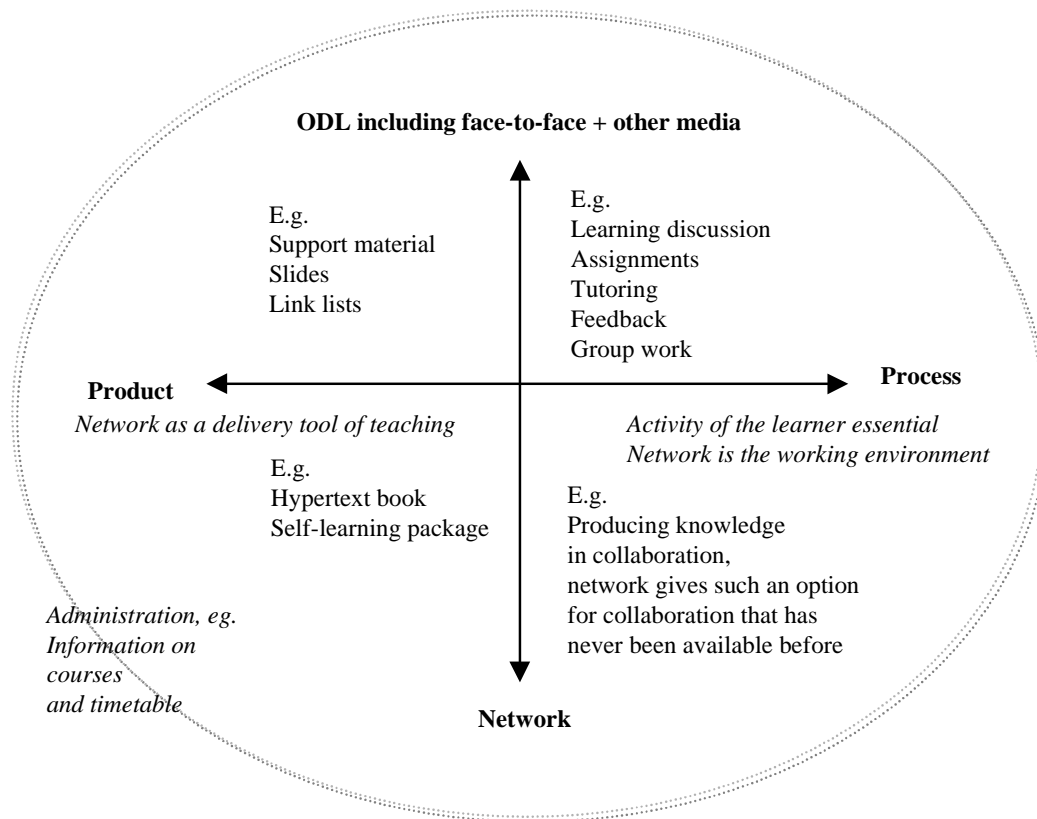 ODL including face-to-face + other media
E.g.
Support material
Slides
Link lists
E.g.
Learning discussion
Assignments
Tutoring
Feedback
Group work
Product
Process
Network as a delivery tool of teaching
Activity of the learner essential
Network is the working environment
E.g.
Hypertext book
Self-learning package
E.g.
Producing knowledge
in collaboration,
network gives such an option
for collaboration that has
never been available before
Administration, eg.
Information on
courses
and timetable
Network